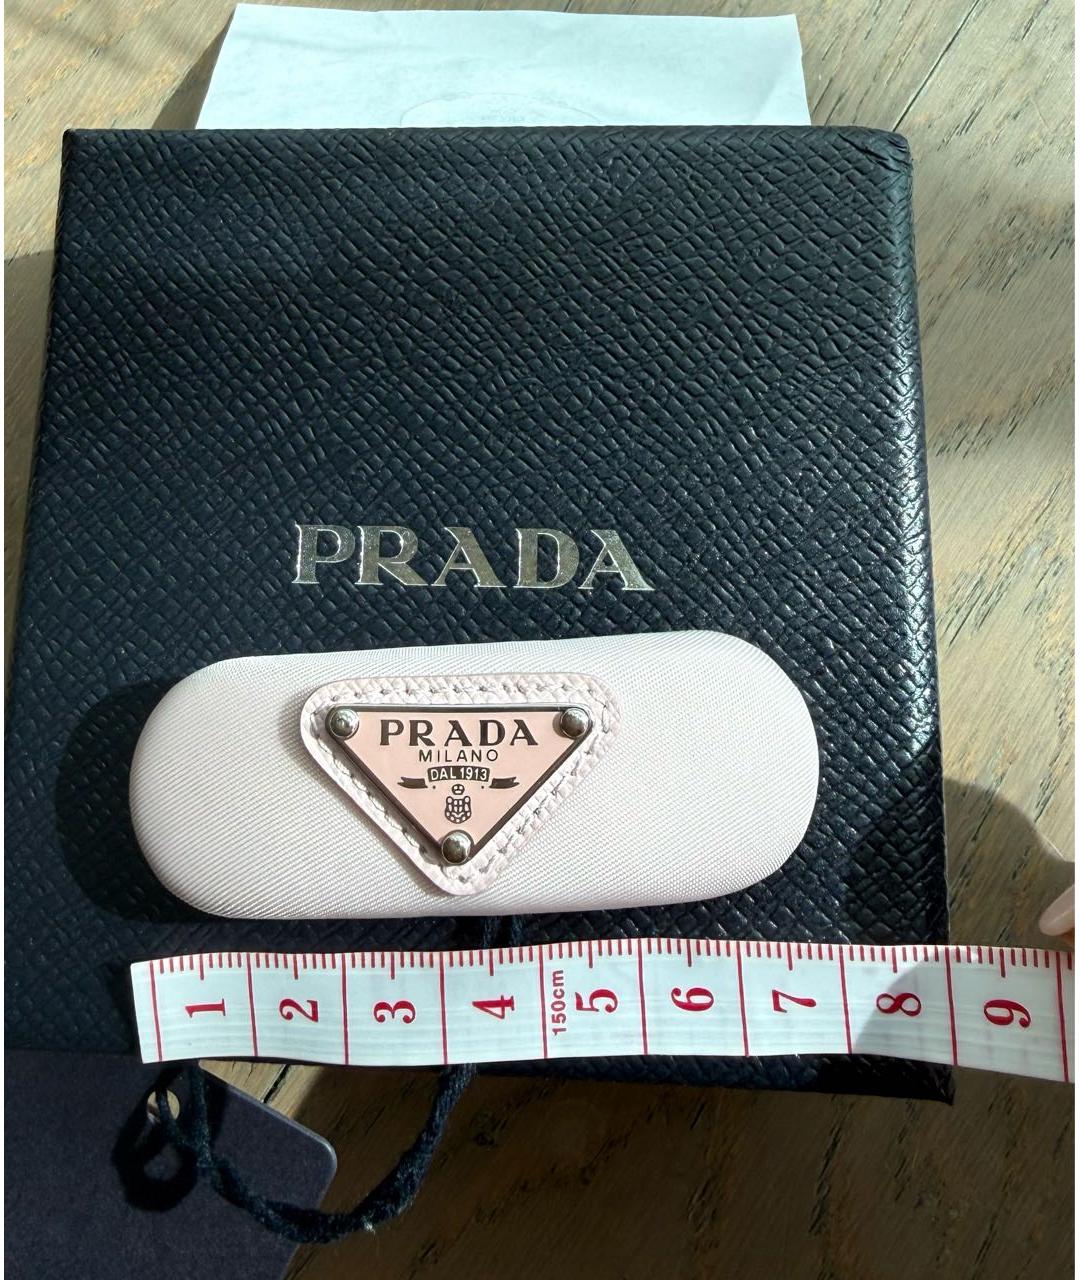 PRADA
PRADA
MILANO
DAL 1913
1 2 3 4 150cm 5 6 7 8 9